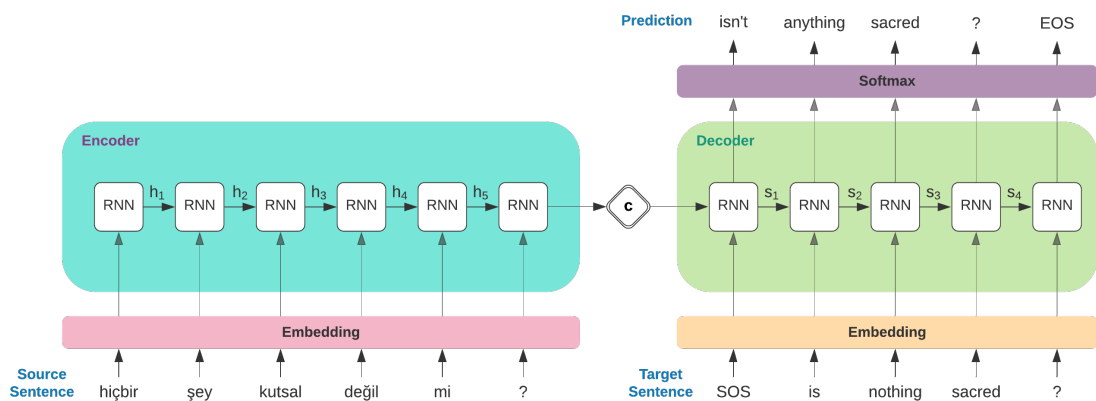 Prediction isn't anything sacred ? EOS
Softmax
Encoder
Decoder
RNN h1 RNN h2 RNN h3 RNN h4 RNN h5 RNN
c
RNN s1 RNN s2 RNN s3 RNN s4 RNN
Embedding
Embedding
Source
Sentence
hiçbir şey kutsal değil mi ?
Target
Sentence
SOS is nothing sacred ?